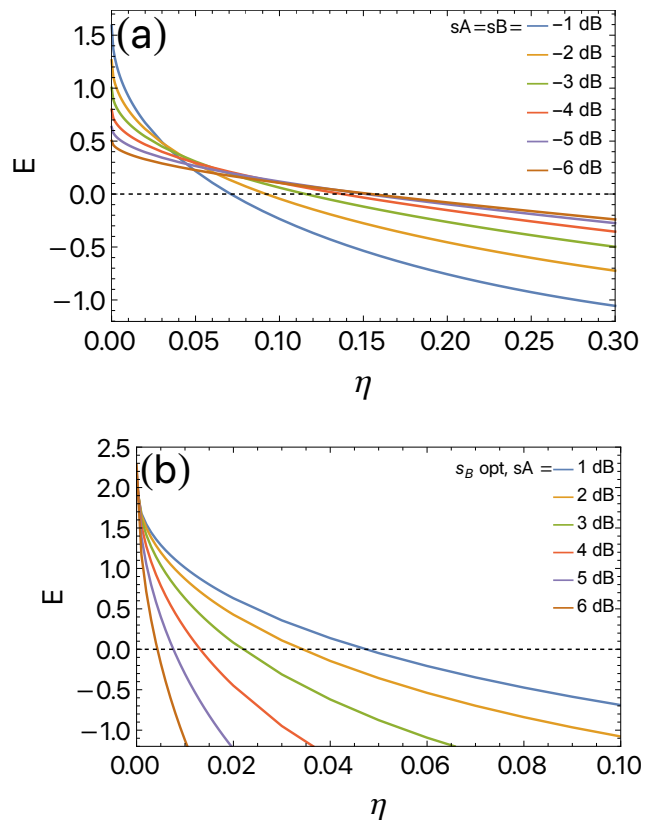 (a)
sA=sB=
−1 dB
−2 dB
−3 dB
−4 dB
−5 dB
−6 dB
1.5
1.0
0.5
0.0
−0.5
−1.0
E
0.00 0.05 0.10 0.15 0.20 0.25 0.30
η
(b)
s_B opt, sA =
1 dB
2 dB
3 dB
4 dB
5 dB
6 dB
2.5
2.0
1.5
1.0
0.5
0.0
−0.5
−1.0
E
0.00 0.02 0.04 0.06 0.08 0.10
η